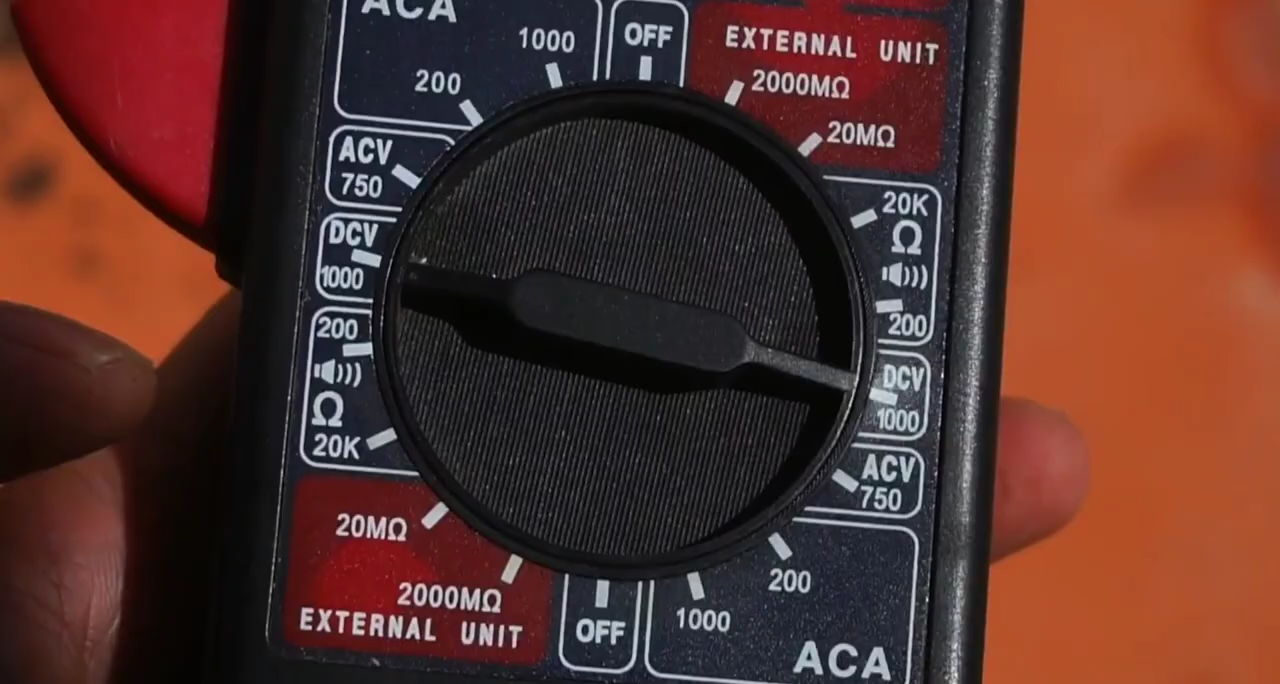 ACA
1000
200
OFF
EXTERNAL UNIT
2000MΩ
20MΩ
ACV
750
DCV
1000
200
Ω
20K
20K
Ω
200
DCV
1000
ACV
750
20MΩ
2000MΩ
EXTERNAL UNIT
OFF
1000
200
ACA